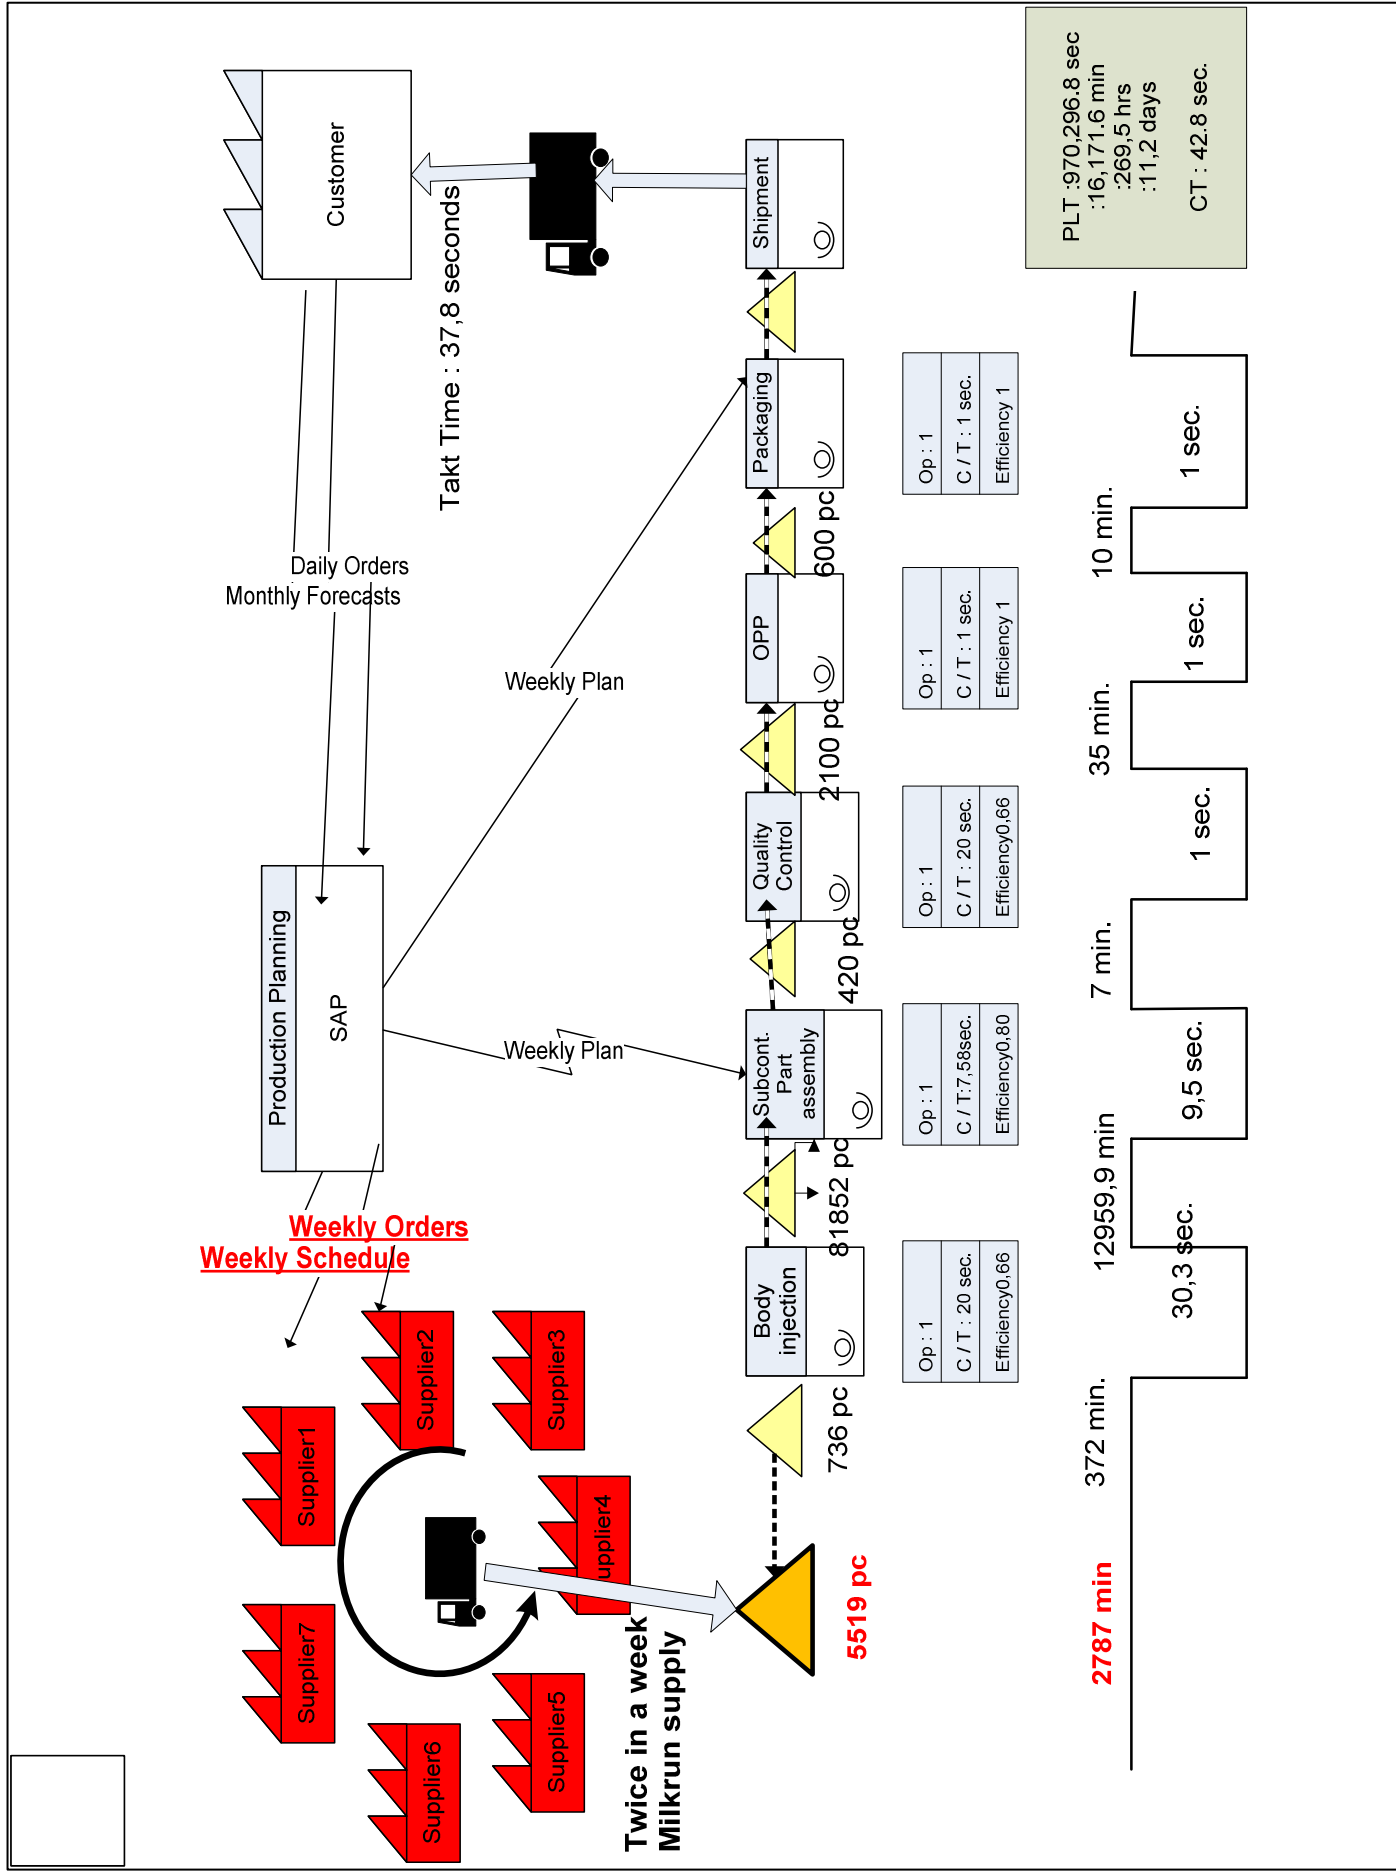 Production Planning
SAP
Customer
Daily Orders
Monthly Forecasts
Weekly Orders
Weekly Schedule
Takt Time : 37,8 seconds
Weekly Plan
Weekly Plan
Supplier1
Supplier2
Supplier3
upplier4
Supplier5
Supplier6
Supplier7
Twice in a week
Milkrun supply
5519 pc
736 pc
Body
injection
81852 pc
Subcont.
Part
assembly
420 pc
Quality
Control
2100 pc
OPP
600 pc
Packaging
Shipment
Op : 1
C / T : 20 sec.
Efficiency0,66
Op : 1
C / T:7,58sec.
Efficiency0,80
Op : 1
C / T : 20 sec.
Efficiency0,66
Op : 1
C / T : 1 sec.
Efficiency 1
Op : 1
C / T : 1 sec.
Efficiency 1
2787 min
372 min.
30,3 sec.
12959,9 min
9,5 sec.
7 min.
1 sec.
35 min.
1 sec.
10 min.
1 sec.
PLT :970,296.8 sec
:16,171.6 min
:269,5 hrs
:11,2 days
CT : 42.8 sec.